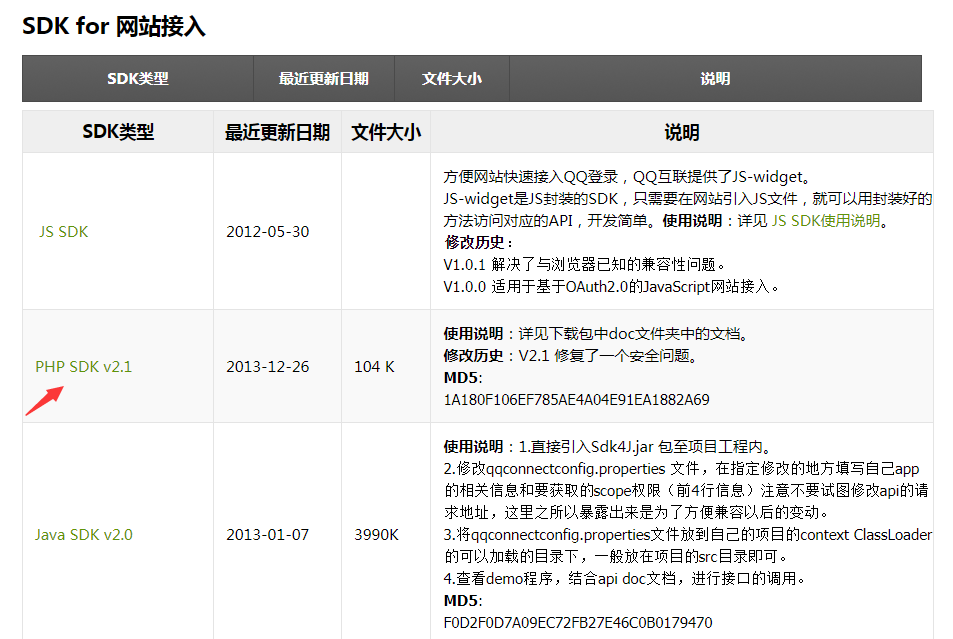 SDK for 网站接入
SDK类型 最近更新日期 文件大小 说明
SDK类型 最近更新日期 文件大小 说明
方便网站快速接入QQ登录，QQ互联提供了JS-widget。
JS-widget是JS封装的SDK，只需要在网站引入JS文件，就可以用封装好的
方法访问对应的API，开发简单。使用说明：详见 JS SDK使用说明。
JS SDK 2012-05-30
修改历史：
V1.0.1 解决了与浏览器已知的兼容性问题。
V1.0.0 适用于基于OAuth2.0的JavaScript网站接入。
使用说明：详见下载包中doc文件夹中的文档。
修改历史：V2.1 修复了一个安全问题。
PHP SDK v2.1 2013-12-26 104 K
MD5:
1A180F106EF785AE4A04E91EA1882A69
使用说明：1.直接引入Sdk4J.jar 包至项目工程内。
2.修改qqconnectconfig.properties 文件，在指定修改的地方填写自己app
的相关信息和要获取的scope权限（前4行信息）注意不要试图修改api的请
求地址，这里之所以暴露出来是为了方便兼容以后的变动。
Java SDK v2.0 2013-01-07 3990K
3.将qqconnectconfig.properties文件放到自己的项目的context ClassLoader
的可以加载的目录下，一般放在项目的src目录即可。
4.查看demo程序，结合api doc文档，进行接口的调用。
MD5:
F0D2F0D7A09EC72FB27E46C0B0179470